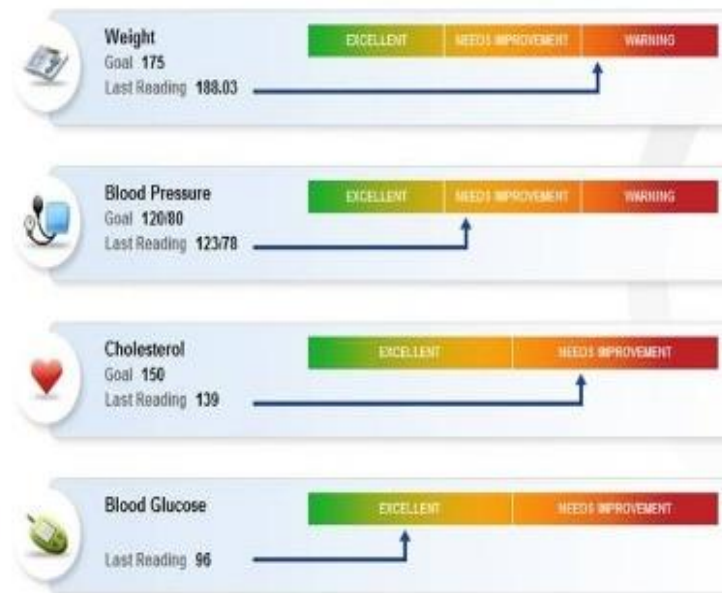 Weight
EXCELLENT NEEDS IMPROVEMENT WARNING
Goal 175
Last Reading 188.03
Blood Pressure
EXCELLENT NEEDS IMPROVEMENT WARNING
Goal 120/80
Last Reading 123/78
Cholesterol
EXCELLENT NEEDS IMPROVEMENT
Goal 150
Last Reading 139
Blood Glucose
EXCELLENT NEEDS IMPROVEMENT
Last Reading 96